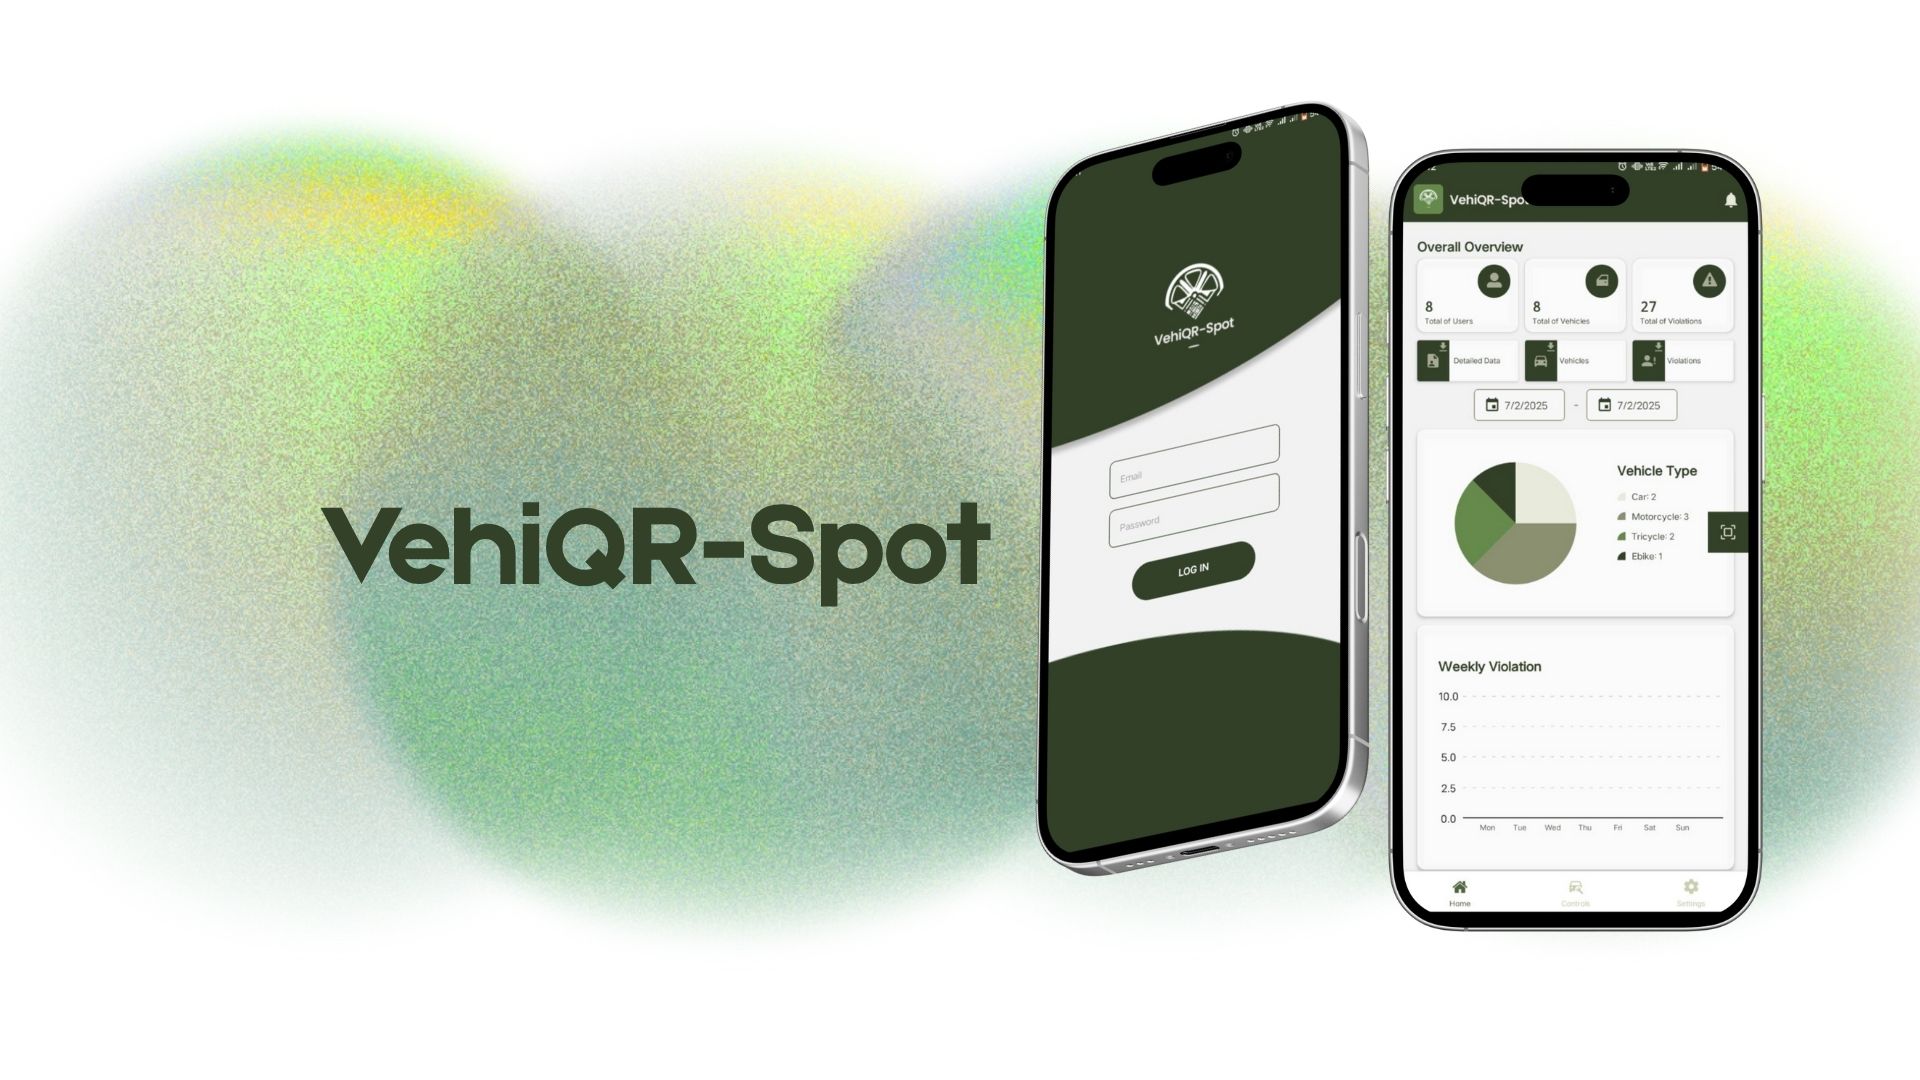 VehiQR-Spot
VehiQR-Spot
Email
Password
LOG IN
VehiQR-Spot
Overall Overview
8
Total of Users
8
Total of Vehicles
27
Total of Violations
Detailed Data
Vehicles
Violations
7/2/2025 - 7/2/2025
Vehicle Type
Car: 2
Motorcycle: 3
Tricycle: 2
Ebike: 1
Weekly Violation
10.0
7.5
5.0
2.5
0.0
Mon Tue Wed Thu Fri Sat Sun
Home Controls Settings